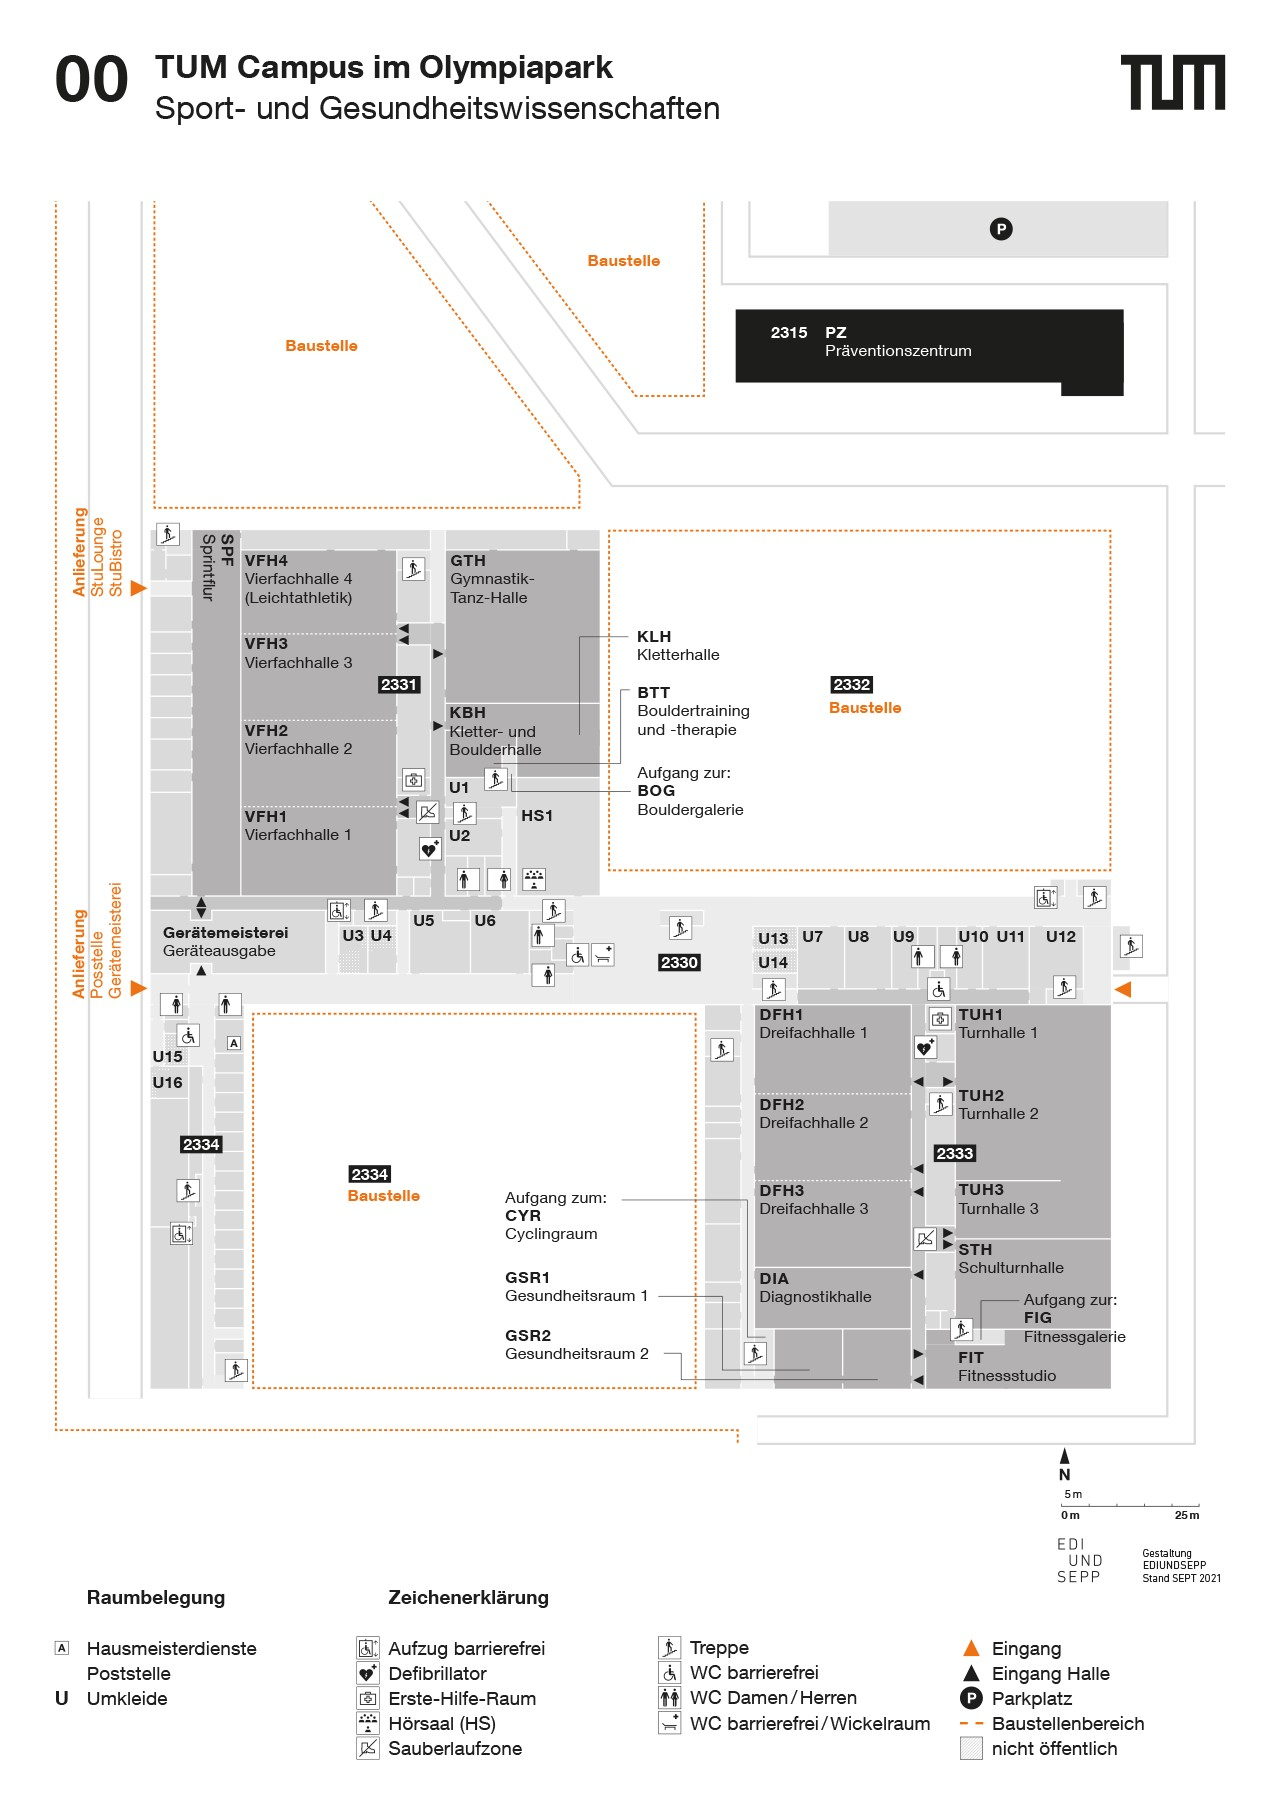 00
TUM Campus im Olympiapark
Sport- und Gesundheitswissenschaften
TUM
P
Baustelle
Baustelle
2315 PZ
Präventionszentrum
Anlieferung
StuLounge
StuBistro
SPF
Sprintflur
VFH4
Vierfachhalle 4
(Leichtathletik)
GTH
Gymnastik-
Tanz-Halle
VFH3
Vierfachhalle 3
KLH
Kletterhalle
2331
2332
Baustelle
BTT
Bouldertraining
und -therapie
KBH
Kletter- und
Boulderhalle
VFH2
Vierfachhalle 2
Aufgang zur:
BOG
Bouldergalerie
U1
VFH1
Vierfachhalle 1
HS1
U2
Anlieferung
Posstelle
Gerätemeisterei
Gerätemeisterei
Geräteausgabe
U3 U4
U5
U6
2330
U13
U14
U7 U8 U9 U10 U11 U12
A
U15
U16
DFH1
Dreifachhalle 1
TUH1
Turnhalle 1
DFH2
Dreifachhalle 2
TUH2
Turnhalle 2
2334
2333
2334
Baustelle
Aufgang zum:
CYR
Cyclingraum
DFH3
Dreifachhalle 3
TUH3
Turnhalle 3
STH
Schulturnhalle
GSR1
Gesundheitsraum 1
DIA
Diagnostikhalle
Aufgang zur:
FIG
Fitnessgalerie
GSR2
Gesundheitsraum 2
FIT
Fitnessstudio
N
5 m
0 m 25 m
EDI
UND
SEPP
Gestaltung
EDIUNDSEPP
Stand SEPT 2021
Raumbelegung
A Hausmeisterdienste
Poststelle
U Umkleide
Zeichenerklärung
Aufzug barrierefrei
Defibrillator
Erste-Hilfe-Raum
Hörsaal (HS)
Sauberlaufzone
Treppe
WC barrierefrei
WC Damen/Herren
WC barrierefrei/Wickelraum
Eingang
Eingang Halle
P Parkplatz
Baustellenbereich
nicht öffentlich